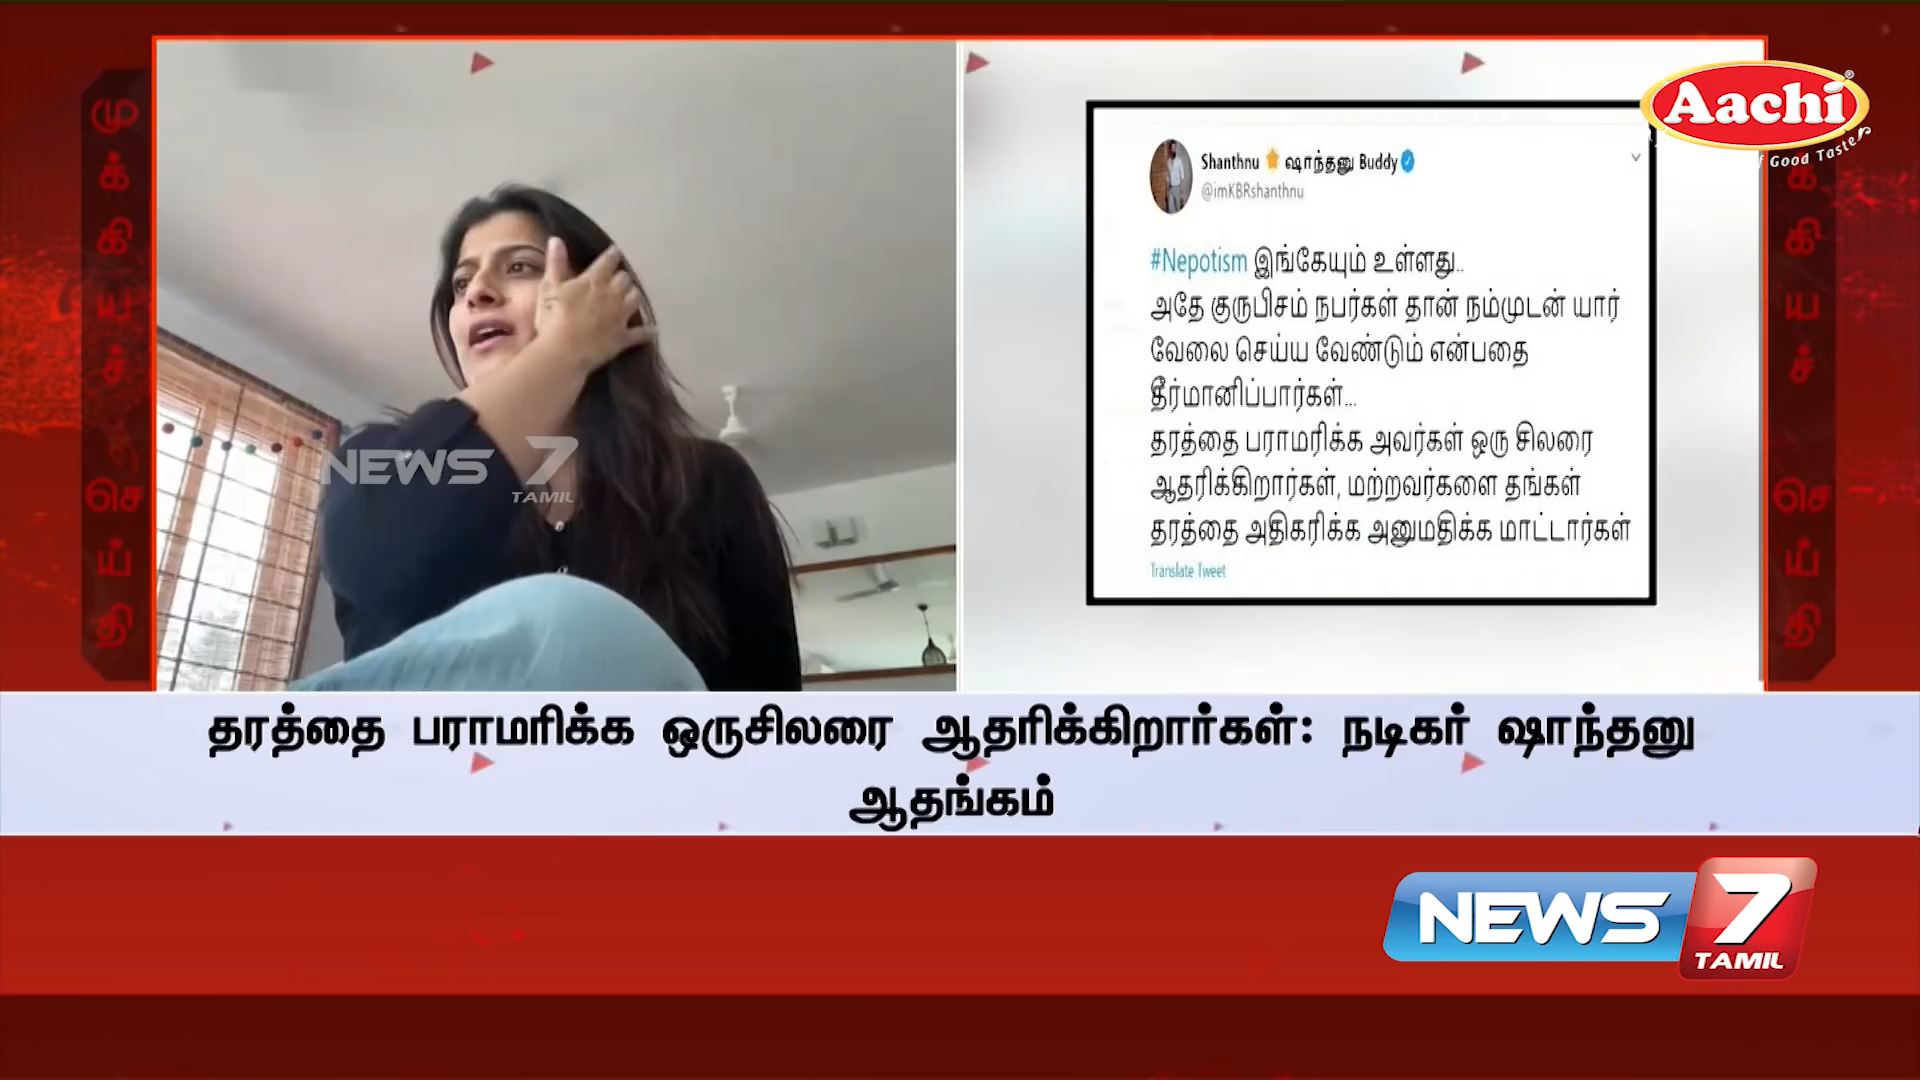 Aachi
of Good Taste
முக்கியச் செய்தி
Shanthnu ஷாந்தனு Buddy
@imKBRshanthnu
#Nepotism இங்கேயும் உள்ளது..
அதே குருபிசம் நபர்கள் தான் நம்முடன் யார்
வேலை செய்ய வேண்டும் என்பதை
தீர்மானிப்பார்கள்...
தரத்தை பராமரிக்க அவர்கள் ஒரு சிலரை
ஆதரிக்கிறார்கள், மற்றவர்களை தங்கள்
தரத்தை அதிகரிக்க அனுமதிக்க மாட்டார்கள்
Translate Tweet
NEWS 7
TAMIL
தரத்தை பராமரிக்க ஒருசிலரை ஆதரிக்கிறார்கள்: நடிகர் ஷாந்தனு
ஆதங்கம்
NEWS 7
TAMIL